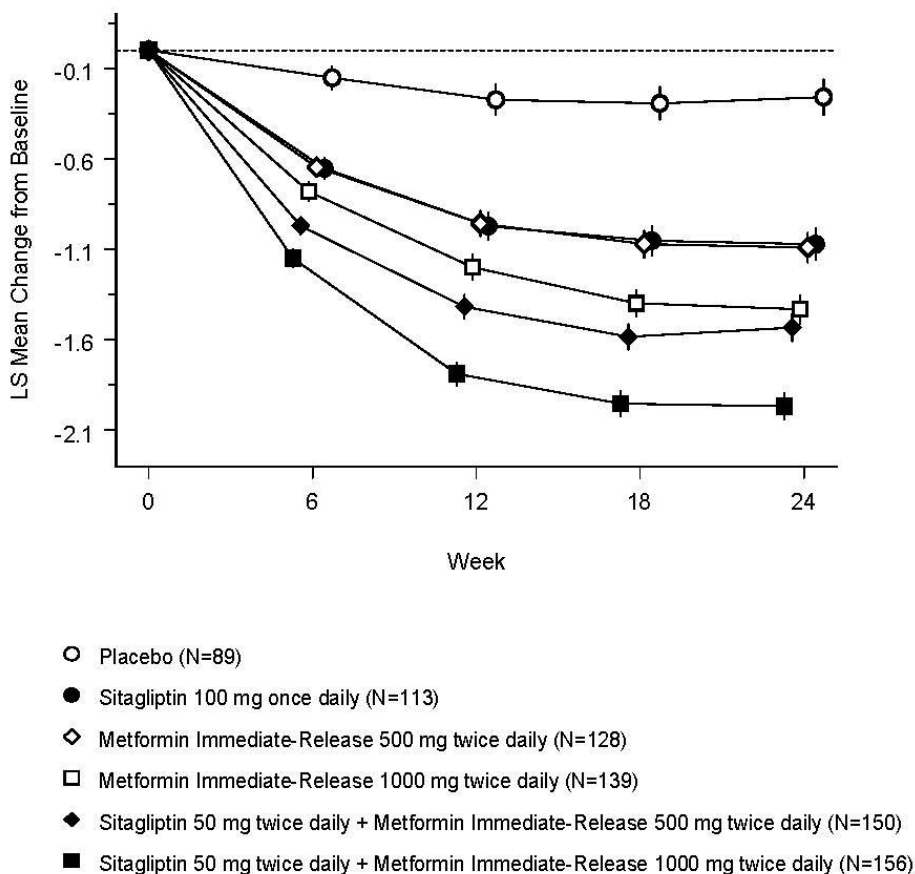 LS Mean Change from Baseline
-0.1
-0.6
-1.1
-1.6
-2.1
0 6 12 18 24
Week
Placebo (N=89)
Sitagliptin 100 mg once daily (N=113)
Metformin Immediate-Release 500 mg twice daily (N=128)
Metformin Immediate-Release 1000 mg twice daily (N=139)
Sitagliptin 50 mg twice daily + Metformin Immediate-Release 500 mg twice daily (N=150)
Sitagliptin 50 mg twice daily + Metformin Immediate-Release 1000 mg twice daily (N=156)